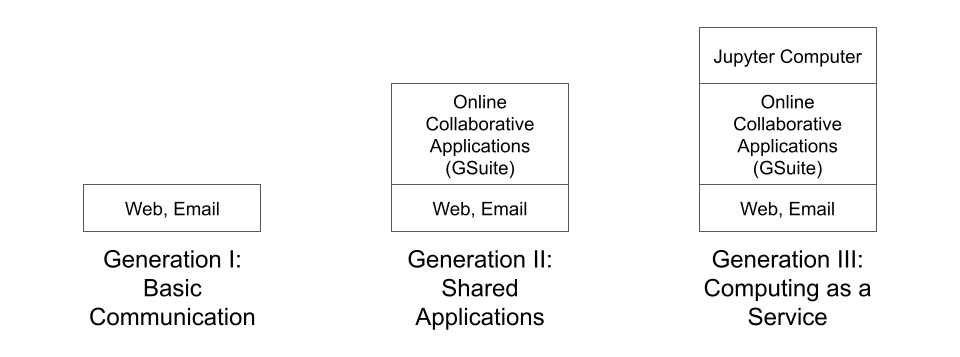 Web, Email
Generation I:
Basic
Communication
Online
Collaborative
Applications
(GSuite)
Web, Email
Generation II:
Shared
Applications
Jupyter Computer
Online
Collaborative
Applications
(GSuite)
Web, Email
Generation III:
Computing as a
Service